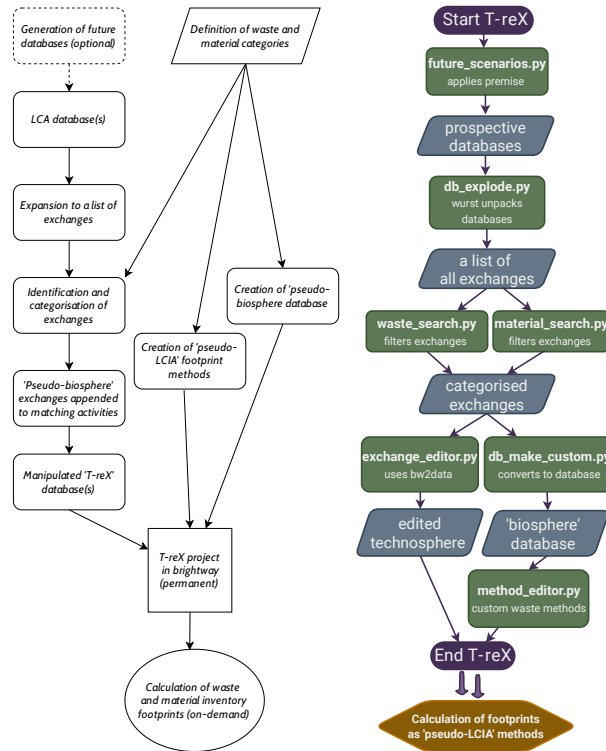 Generation of future
databases (optional)
Definition of waste and
material categories
LCA database(s)
Expansion to a list of
exchanges
Identification and
categorisation of
exchanges
Creation of 'pseudo-
biosphere database
Creation of 'pseudo-
LCIA' footprint
methods
'Pseudo-biosphere'
exchanges appended
to matching activities
Manipulated 'T-reX'
database(s)
T-reX project
in brightway
(permanent)
Calculation of waste
and material inventory
footprints (on-demand)
Start T-reX
future_scenarios.py
applies premise
prospective
databases
db_explode.py
wurst unpacks
databases
a list of
all exchanges
waste_search.py
filters exchanges
material_search.py
filters exchanges
categorised
exchanges
exchange_editor.py
uses bw2data
db_make_custom.py
converts to database
edited
technosphere
'biosphere'
database
method_editor.py
custom waste methods
End T-reX
Calculation of footprints
as 'pseudo-LCIA' methods